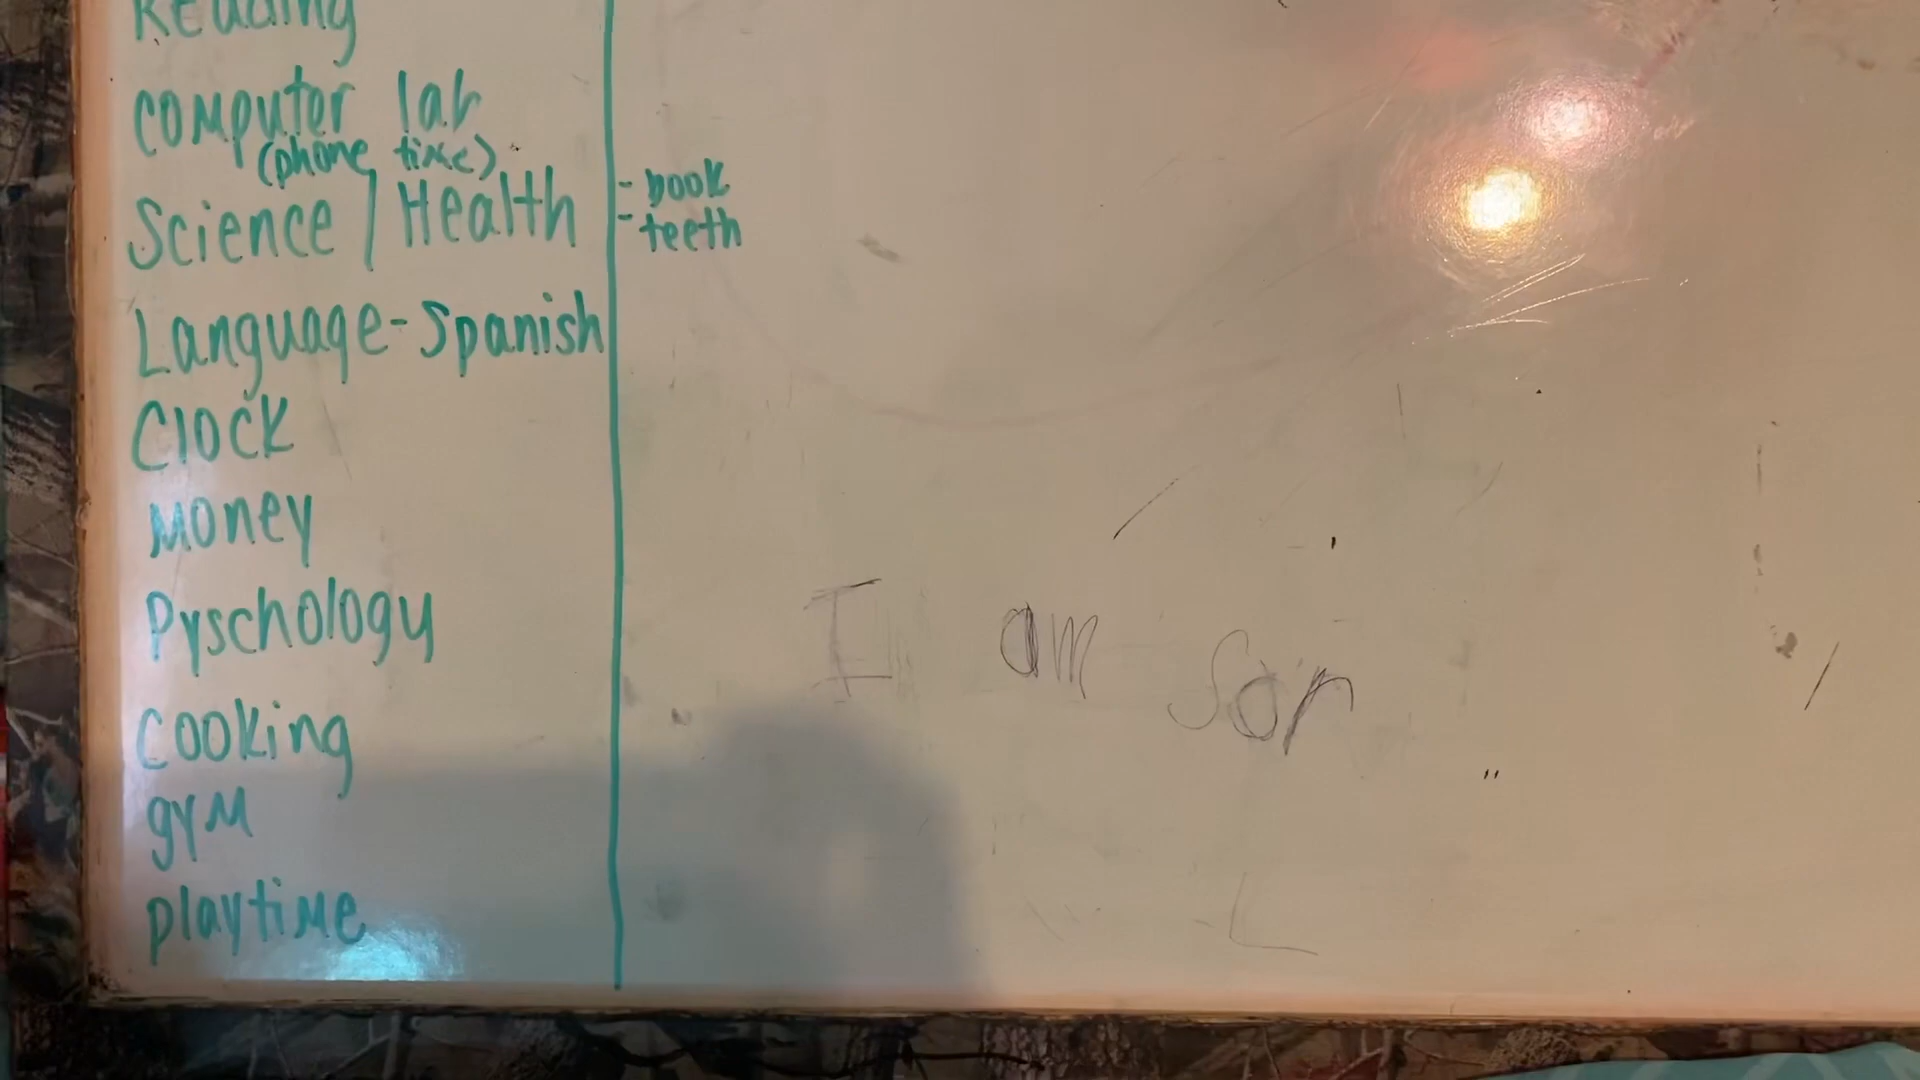 Reading
computer lab
(phone time)
Science / Health
- book
- teeth
Language-Spanish
Clock
Money
Pyschology
Cooking
gym
playtime
I am Sor